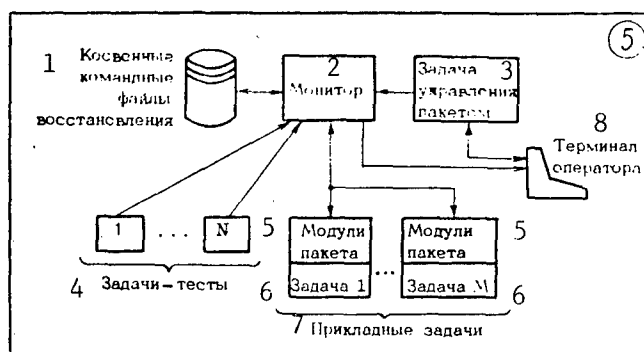 5
1 Косвенные командные файлы восстановления
2 Монитор
3 Задача управления пакетом
8 Терминал оператора
1 ... N 5
4 Задачи-тесты
Модули пакета ... Модули пакета 5
6 Задача 1 Задача M 6
7 Прикладные задачи